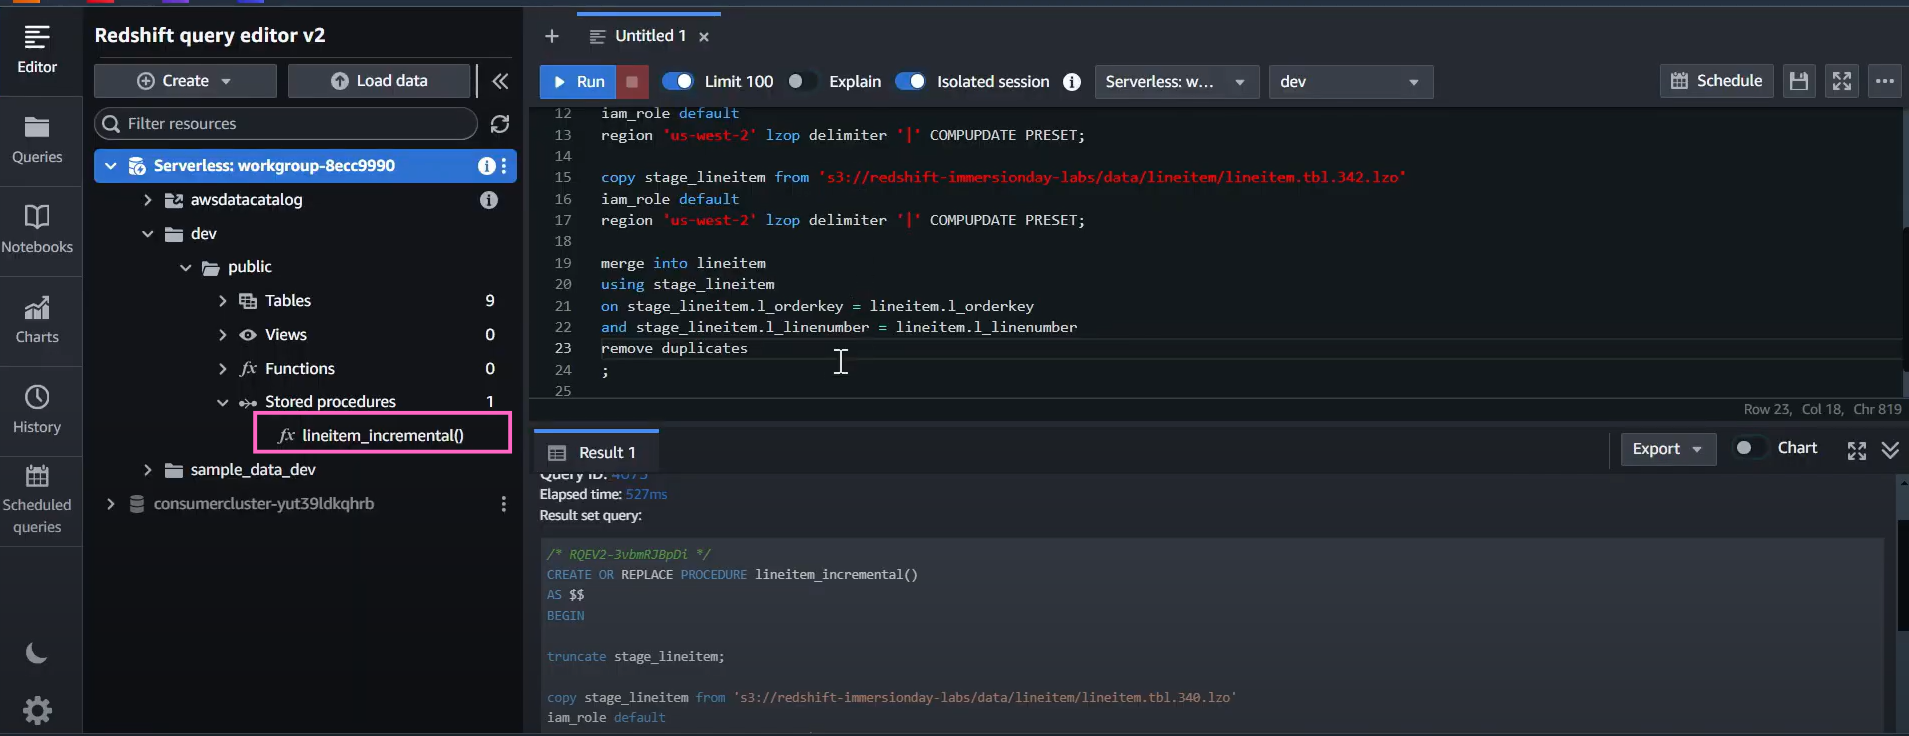 Editor
Queries
Notebooks
Charts
History
Scheduled
queries
Redshift query editor v2
Create
Load data
Filter resources
Serverless: workgroup-8ecc9990
awsdatacatalog
dev
public
Tables 9
Views 0
Functions 0
Stored procedures 1
fx lineitem_incremental()
sample_data_dev
consumercluster-yut39ldkqhrb
Untitled 1
Run
Limit 100
Explain
Isolated session
Serverless: w...
dev
Schedule
12 iam_role default
13 region 'us-west-2' lzop delimiter '|' COMPUPDATE PRESET;
14
15 copy stage_lineitem from 's3://redshift-immersionday-labs/data/lineitem/lineitem.tbl.342.lzo'
16 iam_role default
17 region 'us-west-2' lzop delimiter '|' COMPUPDATE PRESET;
18
19 merge into lineitem
20 using stage_lineitem
21 on stage_lineitem.l_orderkey = lineitem.l_orderkey
22 and stage_lineitem.l_linenumber = lineitem.l_linenumber
23 remove duplicates
24 ;
25
Row 23, Col 18, Chr 819
Result 1
Export
Chart
Query ID: 4675
Elapsed time: 527ms
Result set query:
/* RQEV2-3vbmRJBpDi */
CREATE OR REPLACE PROCEDURE lineitem_incremental()
AS $$
BEGIN
truncate stage_lineitem;
copy stage_lineitem from 's3://redshift-immersionday-labs/data/lineitem/lineitem.tbl.340.lzo'
iam_role default